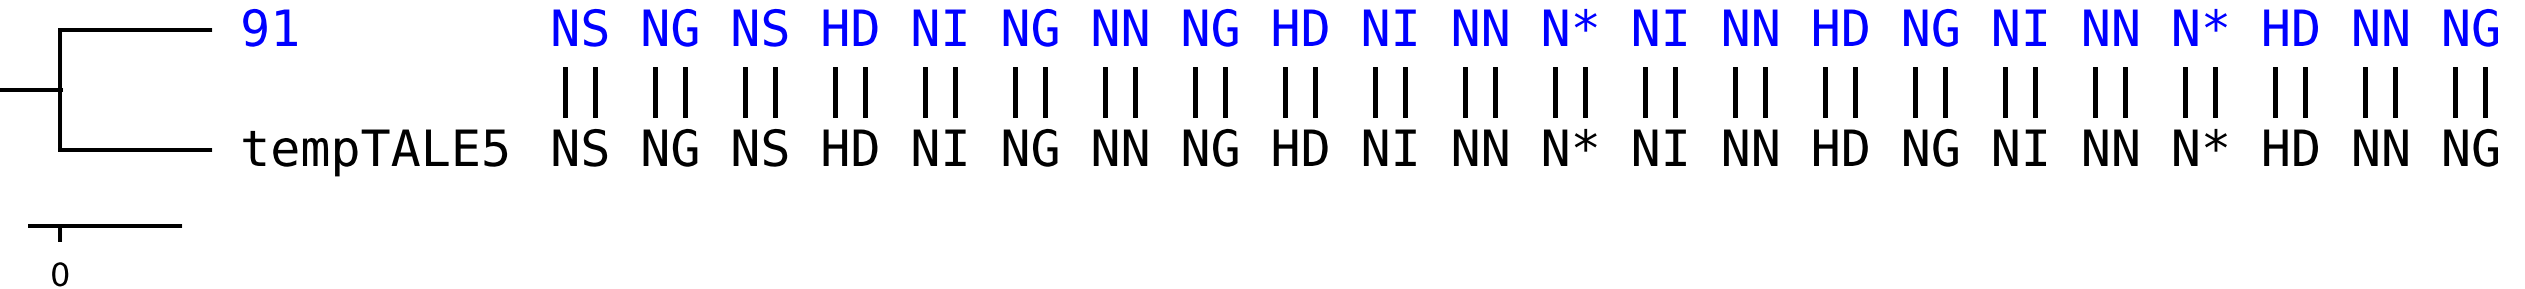 91 NS NG NS HD NI NG NN NG HD NI NN N* NI NN HD NG NI NN N* HD NN NG
tempTALE5 NS NG NS HD NI NG NN NG HD NI NN N* NI NN HD NG NI NN N* HD NN NG
0